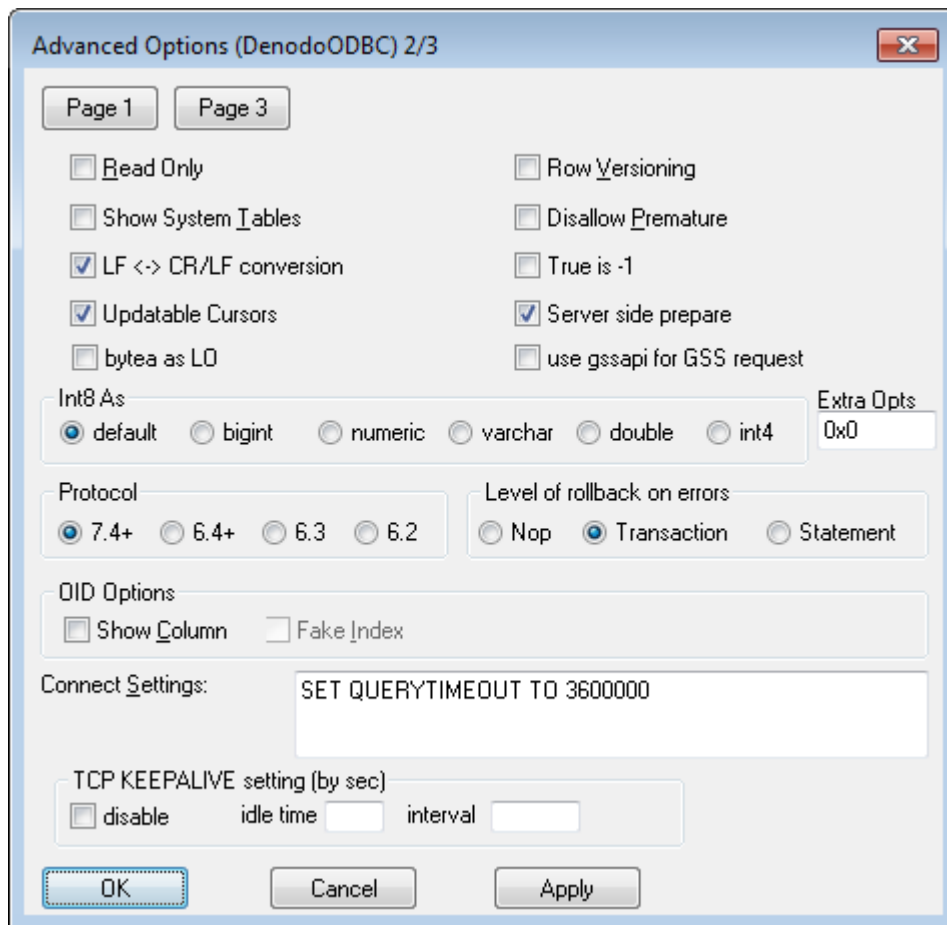 Advanced Options (DenodoODBC) 2/3
Page 1 Page 3
Read Only Row Versioning
Show System Tables Disallow Premature
LF <-> CR/LF conversion True is -1
Updatable Cursors Server side prepare
bytea as LO use gssapi for GSS request
Int8 As Extra Opts
default bigint numeric varchar double int4 0x0
Protocol Level of rollback on errors
7.4+ 6.4+ 6.3 6.2 Nop Transaction Statement
OID Options
Show Column Fake Index
Connect Settings: SET QUERYTIMEOUT TO 3600000
TCP KEEPALIVE setting (by sec)
disable idle time interval
OK Cancel Apply